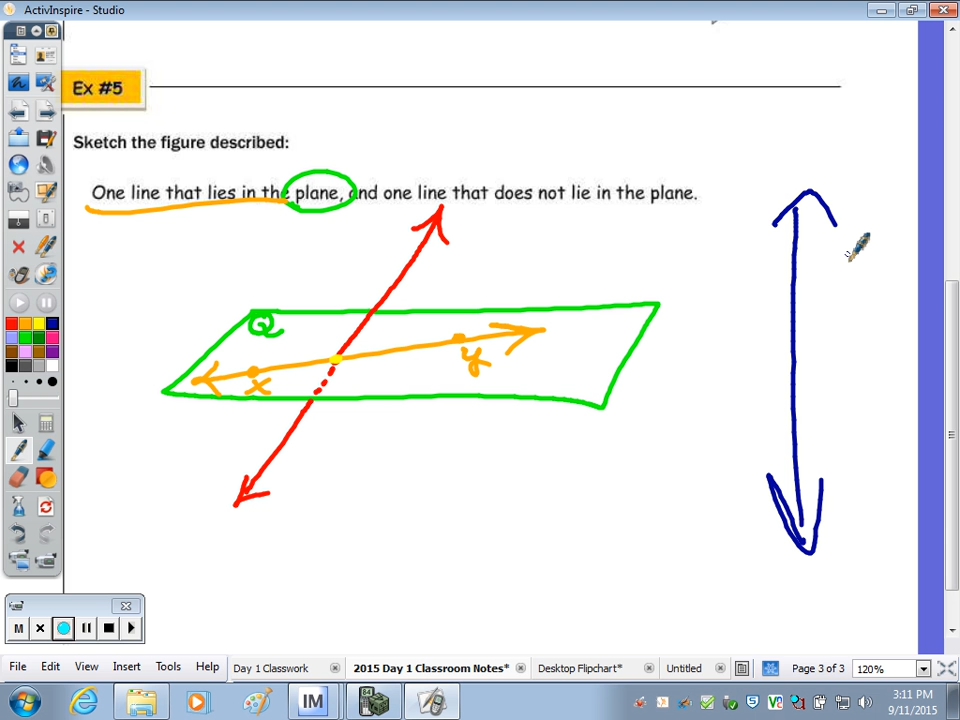 ActivInspire - Studio
Ex #5
Sketch the figure described:
One line that lies in the plane, and one line that does not lie in the plane.
Q
x
y
M
File Edit View Insert Tools Help Day 1 Classwork 2015 Day 1 Classroom Notes* Desktop Flipchart* Untitled Page 3 of 3 120%
IM
84
3:11 PM
9/11/2015